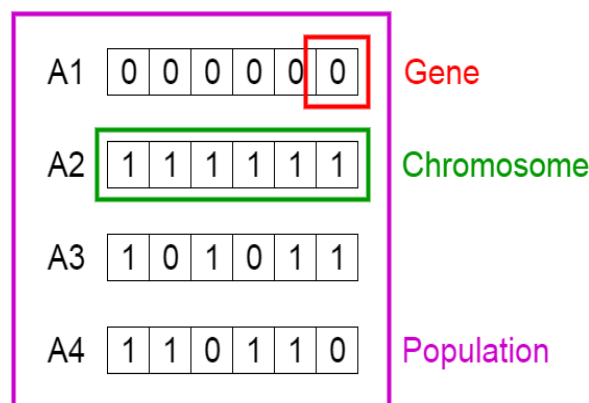 A1 0 0 0 0 0 0 Gene
A2 1 1 1 1 1 1 Chromosome
A3 1 0 1 0 1 1
A4 1 1 0 1 1 0 Population